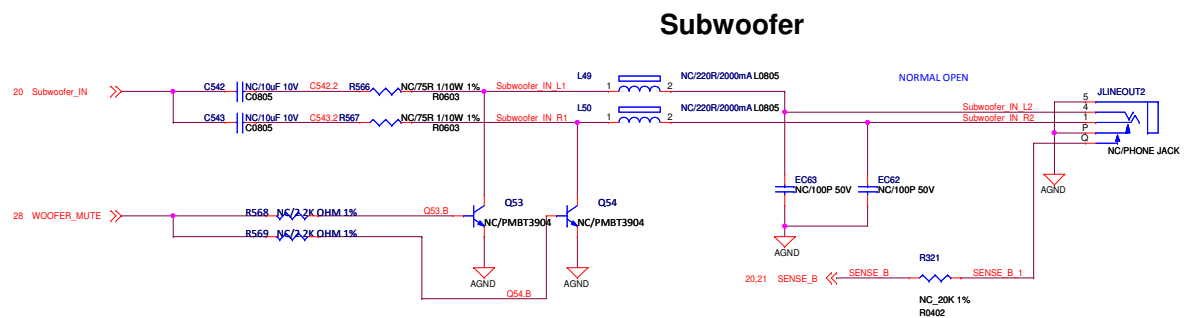 Subwoofer
20 Subwoofer_IN
C542 NC/10uF 10V C542.2 R566 NC/75R 1/10W 1% Subwoofer_IN_L1
C0805 R0603
L49 NC/220R/2000mA L0805
1 2
NORMAL OPEN
C543 NC/10uF 10V C543.2 R567 NC/75R 1/10W 1% Subwoofer_IN_R1
C0805 R0603
L50 NC/220R/2000mA L0805
1 2
Subwoofer_IN_L2
Subwoofer_IN_R2
JLINEOUT2
5
4
1
P
Q
NC/PHONE JACK
AGND
EC63
NC/100P 50V
EC62
NC/100P 50V
AGND
28 WOOFER_MUTE
R568 NC/2.2K OHM 1% Q53.B
R569 NC/2.2K OHM 1%
Q53
NC/PMBT3904
Q54
NC/PMBT3904
AGND
AGND
Q54.B
20,21 SENSE_B SENSE_B R321 SENSE_B_1
NC_20K 1%
R0402